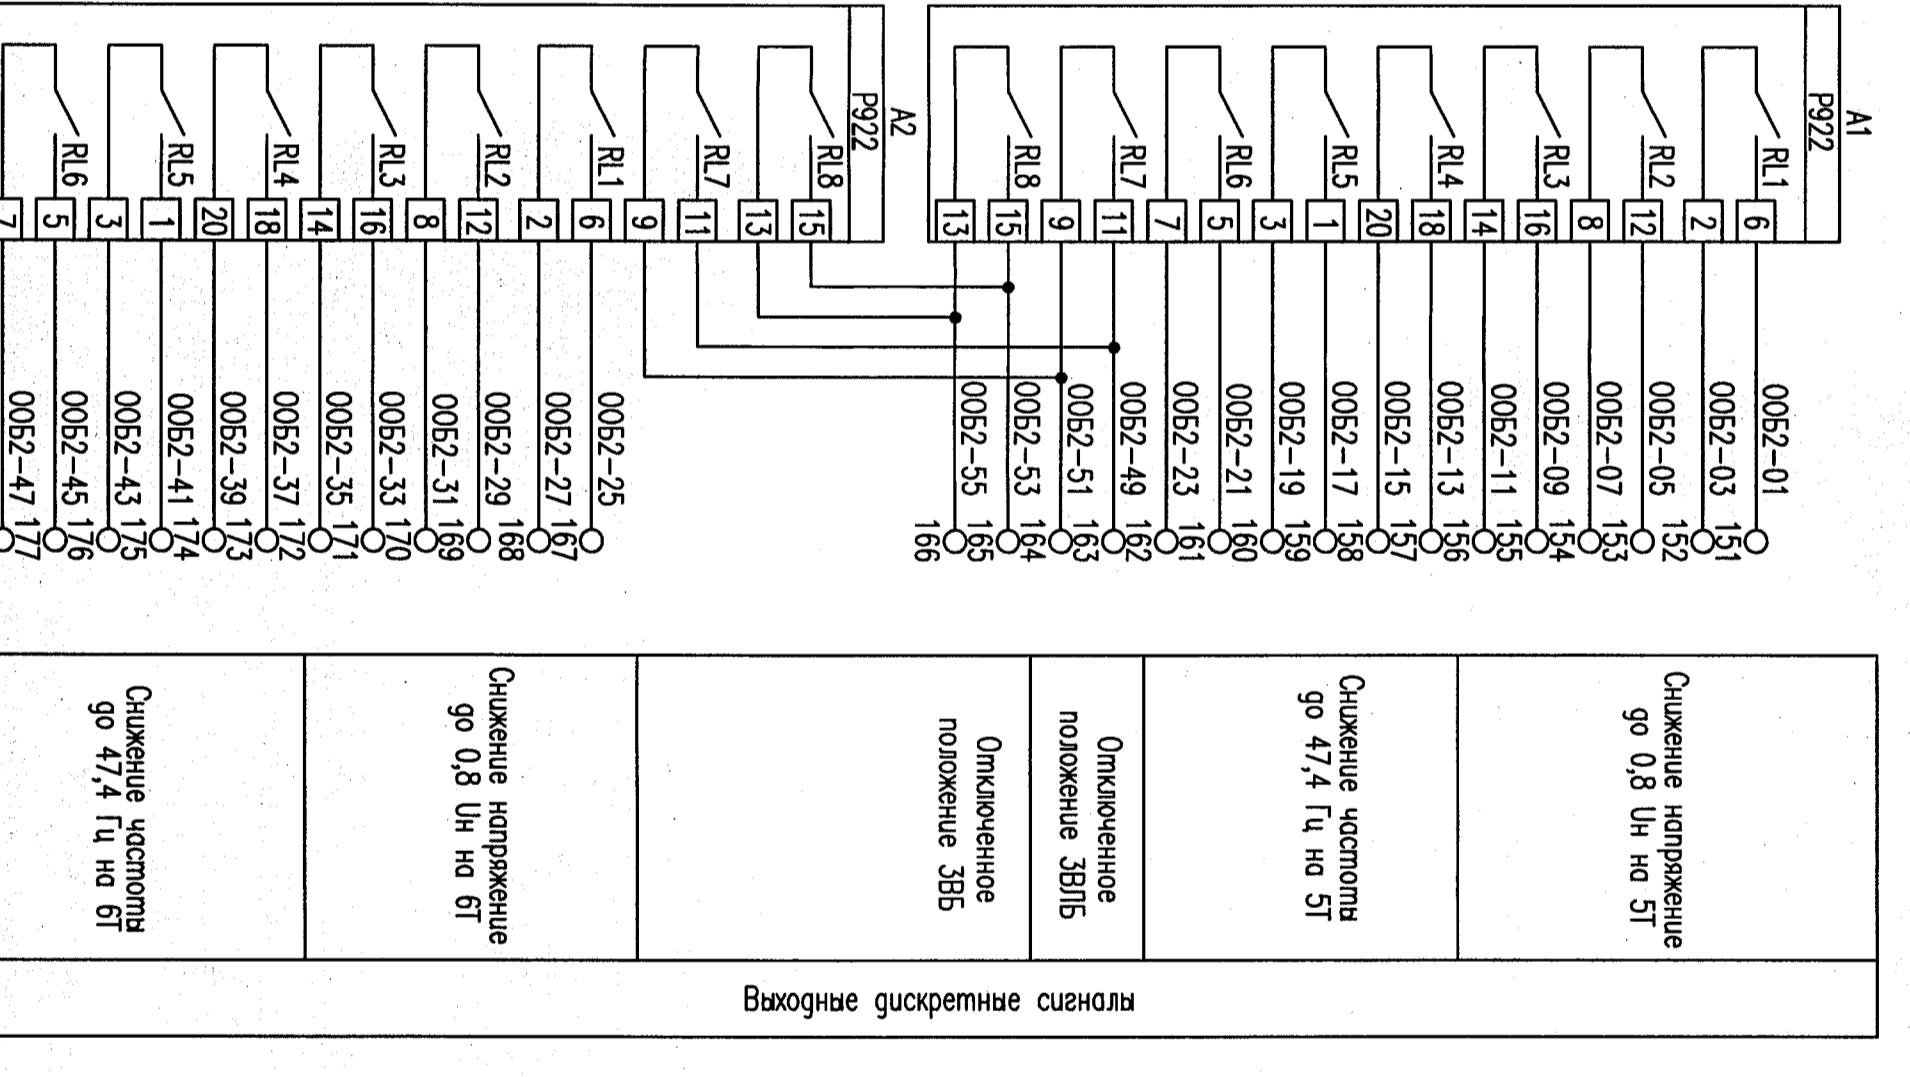 A1
P922
RL1 6 00Б2-01 151
2 00Б2-03 152
RL2 12 00Б2-05 153
8 00Б2-07 154
RL3 16 00Б2-09 155
14 00Б2-11 156
RL4 18 00Б2-13 157
20 00Б2-15 158
RL5 1 00Б2-17 159
3 00Б2-19 160
RL6 5 00Б2-21 161
7 00Б2-23 162
RL7 11 00Б2-49 163
9 00Б2-51 164
RL8 15 00Б2-53 165
13 00Б2-55 166
A2
P922
RL8 15
13
RL7 11
9
RL1 6 00Б2-25 167
2 00Б2-27 168
RL2 12 00Б2-29 169
8 00Б2-31 170
RL3 16 00Б2-33 171
14 00Б2-35 172
RL4 18 00Б2-37 173
20 00Б2-39 174
RL5 1 00Б2-41 175
3 00Б2-43 176
RL6 5 00Б2-45 177
7 00Б2-47
Снижение напряжение
до 0,8 Uн на 5Т
Снижение частоты
до 47,4 Гц на 5Т
Отключенное
положение 3ВЛБ
Отключенное
положение 3ВБ
Снижение напряжение
до 0,8 Uн на 6Т
Снижение частоты
до 47,4 Гц на 6Т
Выходные дискретные сигналы